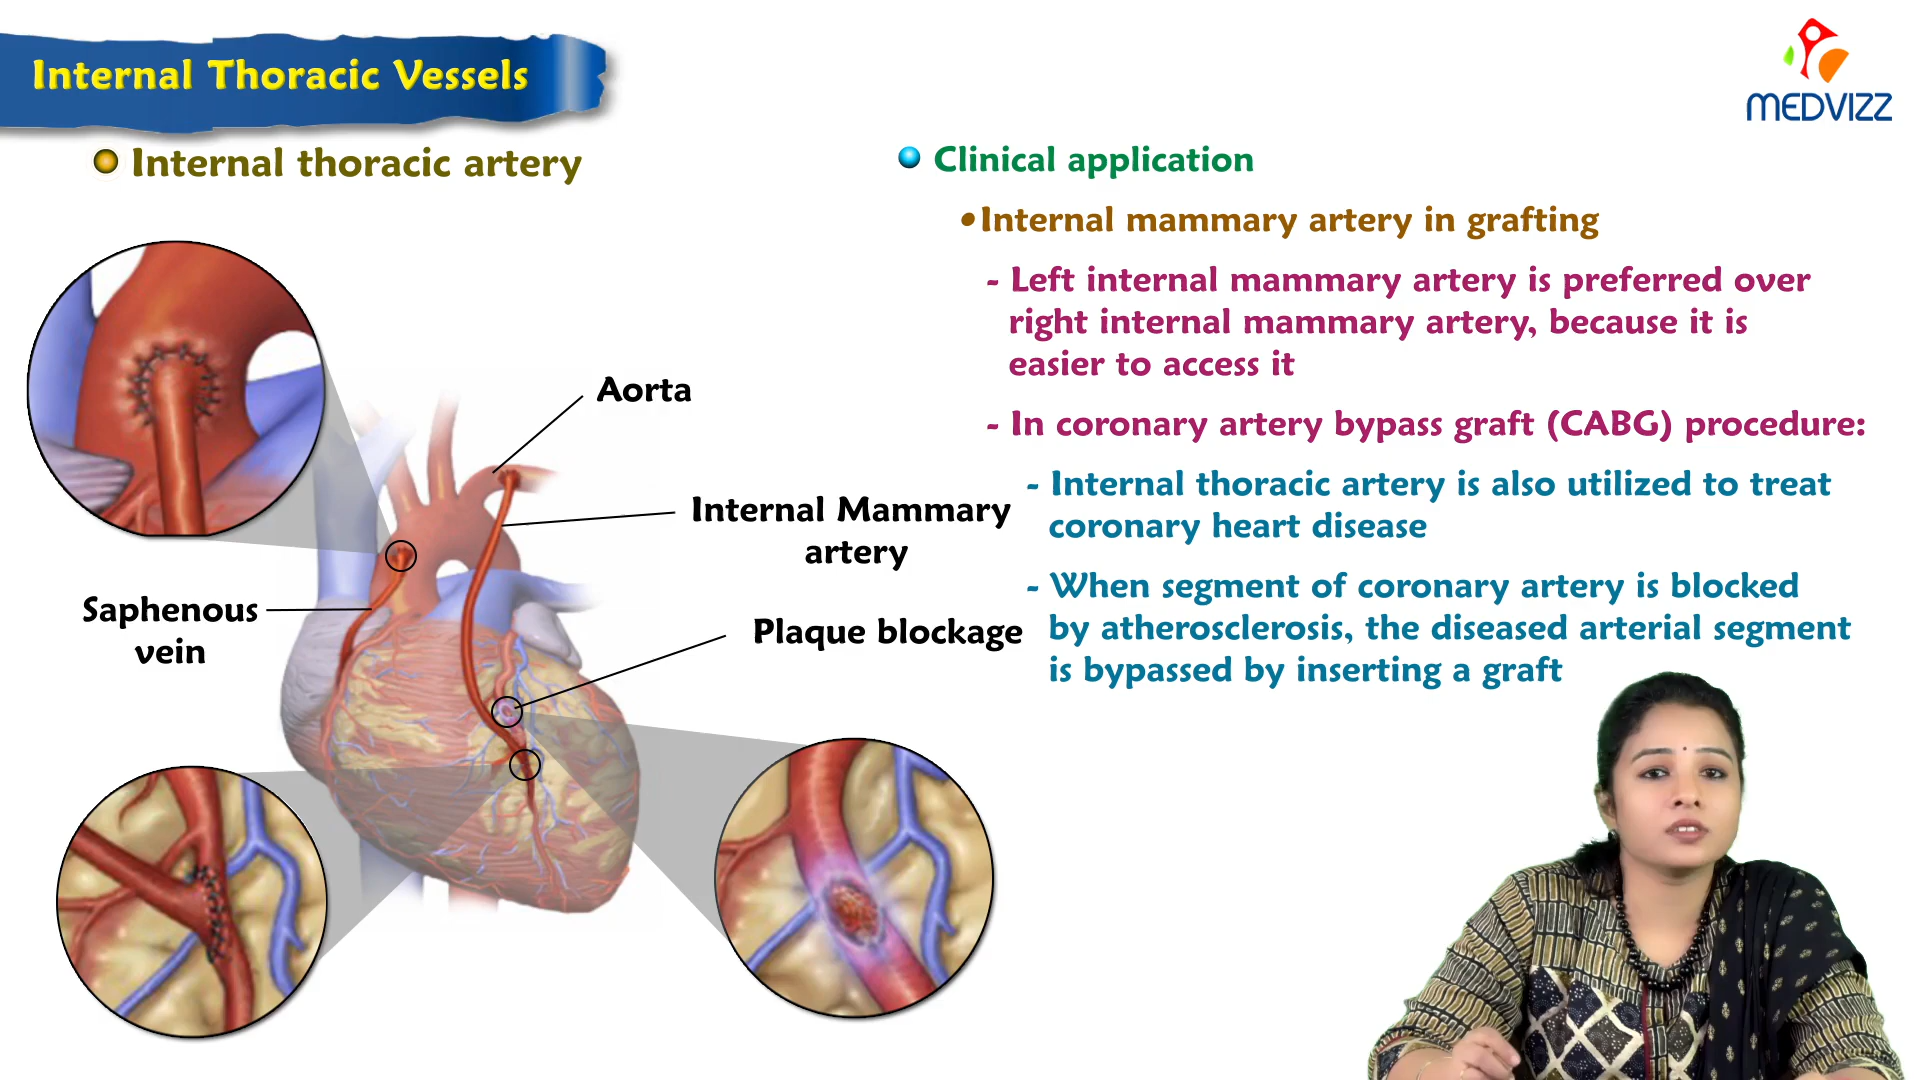 Internal Thoracic Vessels
MEDVIZZ
Internal thoracic artery
Aorta
Internal Mammary
artery
Saphenous
vein
Plaque blockage
Clinical application
•Internal mammary artery in grafting
- Left internal mammary artery is preferred over
right internal mammary artery, because it is
easier to access it
- In coronary artery bypass graft (CABG) procedure:
- Internal thoracic artery is also utilized to treat
coronary heart disease
- When segment of coronary artery is blocked
by atherosclerosis, the diseased arterial segment
is bypassed by inserting a graft